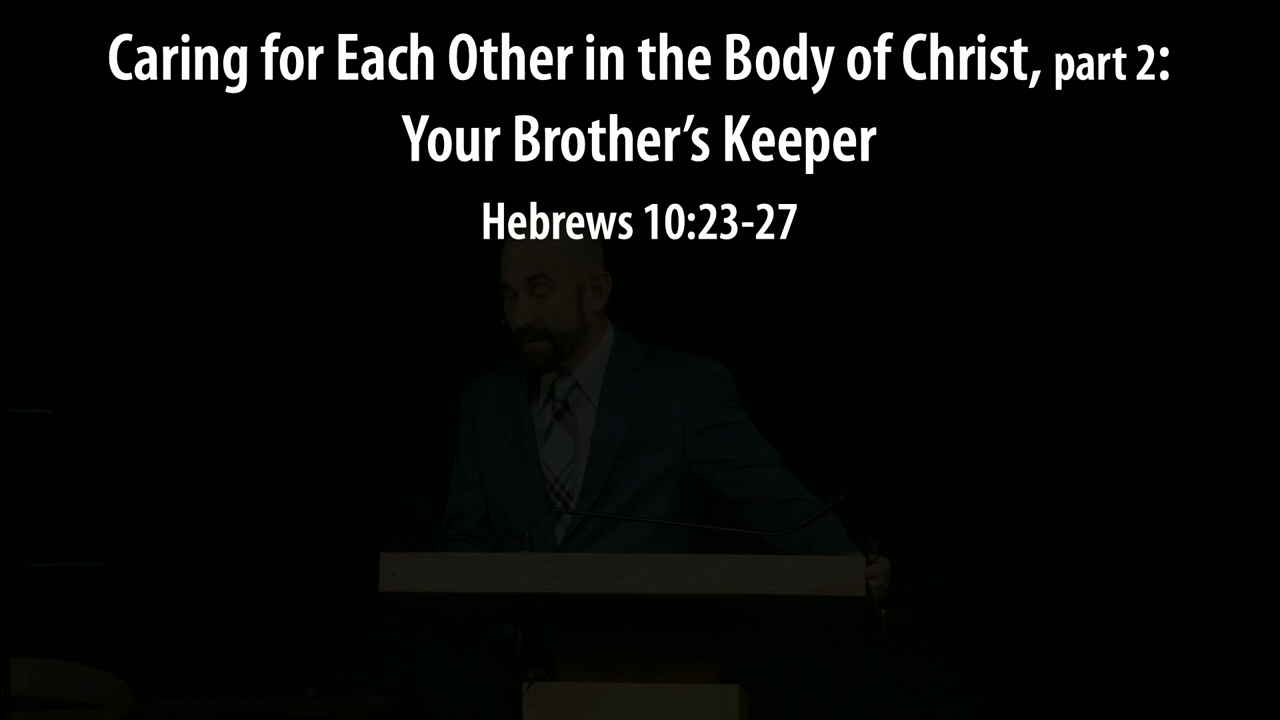 Caring for Each Other in the Body of Christ, part 2:
Your Brother’s Keeper
Hebrews 10:23-27